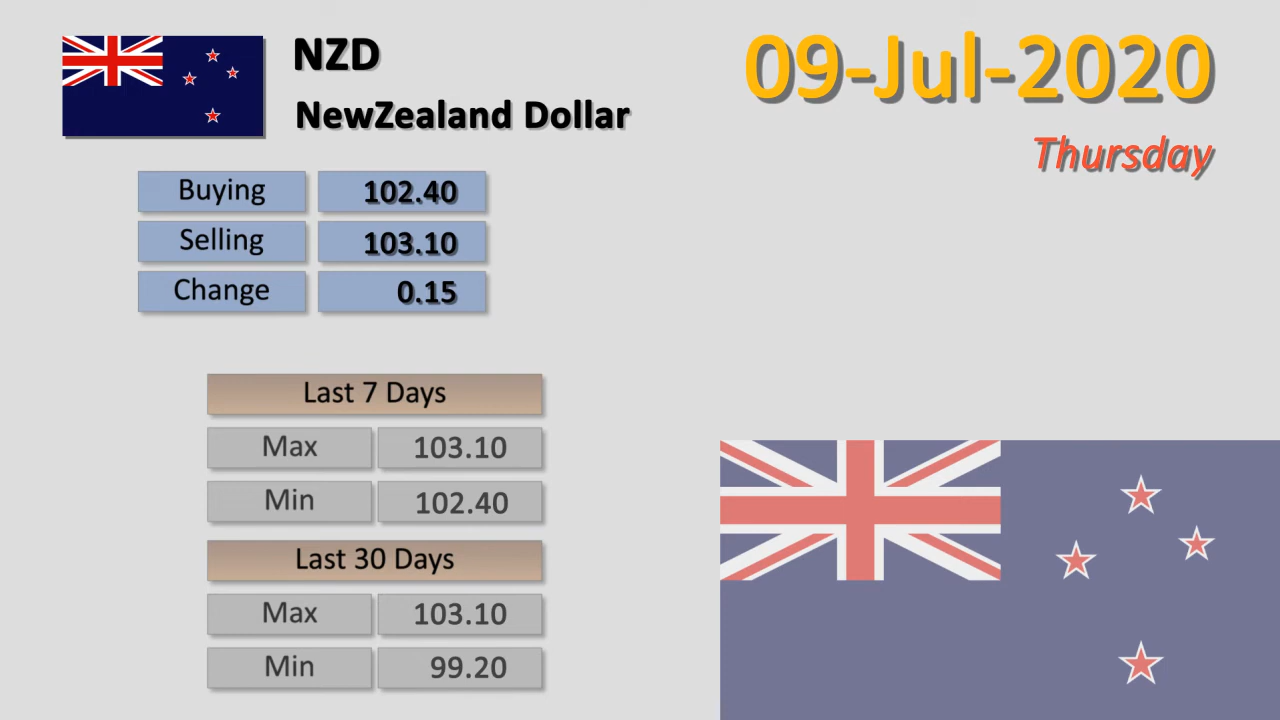 NZD
NewZealand Dollar
09-Jul-2020
Thursday
Buying 102.40
Selling 103.10
Change 0.15
Last 7 Days
Max 103.10
Min 102.40
Last 30 Days
Max 103.10
Min 99.20